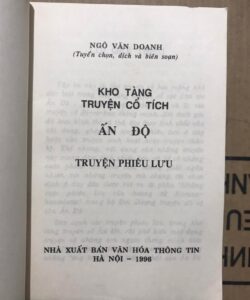 NGÔ VĂN DOANH
(Tuyển chọn, dịch và biên soạn)
KHO TÀNG
TRUYỆN CỔ TÍCH
ẤN ĐỘ
TRUYỆN PHIÊU LƯU
NHÀ XUẤT BẢN VĂN HÓA THÔNG TIN
HÀ NỘI - 1996